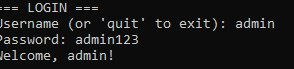 === LOGIN ===
Username (or 'quit' to exit): admin
Password: admin123
Welcome, admin!